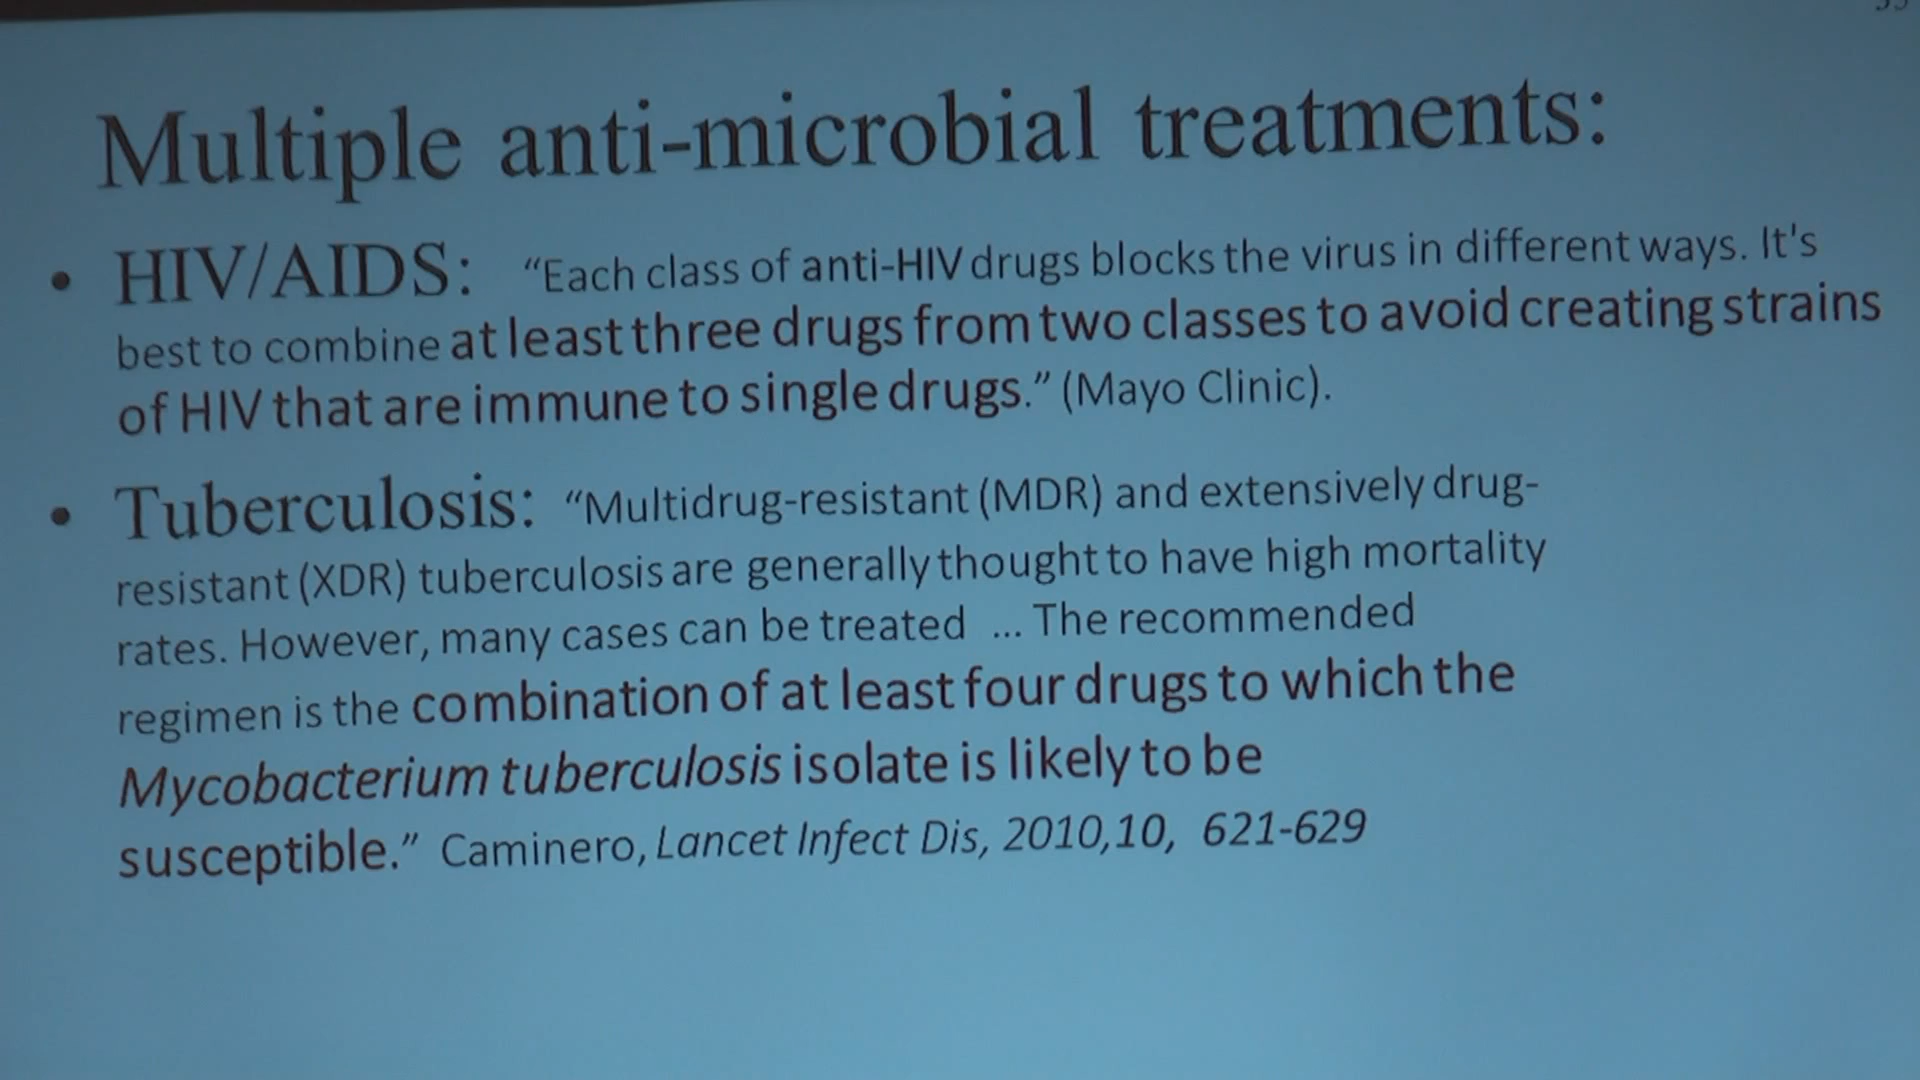 Multiple anti-microbial treatments:
• HIV/AIDS: “Each class of anti-HIV drugs blocks the virus in different ways. It's
best to combine at least three drugs from two classes to avoid creating strains
of HIV that are immune to single drugs.” (Mayo Clinic).
• Tuberculosis: “Multidrug-resistant (MDR) and extensively drug-
resistant (XDR) tuberculosis are generally thought to have high mortality
rates. However, many cases can be treated ... The recommended
regimen is the combination of at least four drugs to which the
Mycobacterium tuberculosis isolate is likely to be
susceptible.” Caminero, Lancet Infect Dis, 2010,10, 621-629